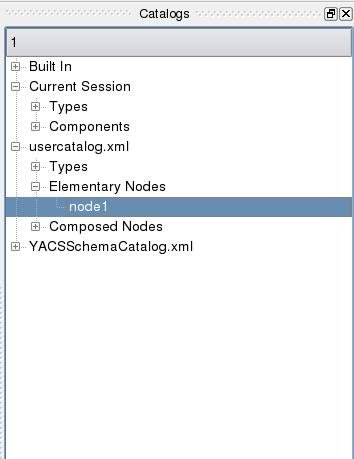 Catalogs
1
Built In
Current Session
Types
Components
usercatalog.xml
Types
Elementary Nodes
node1
Composed Nodes
YACSSchemaCatalog.xml